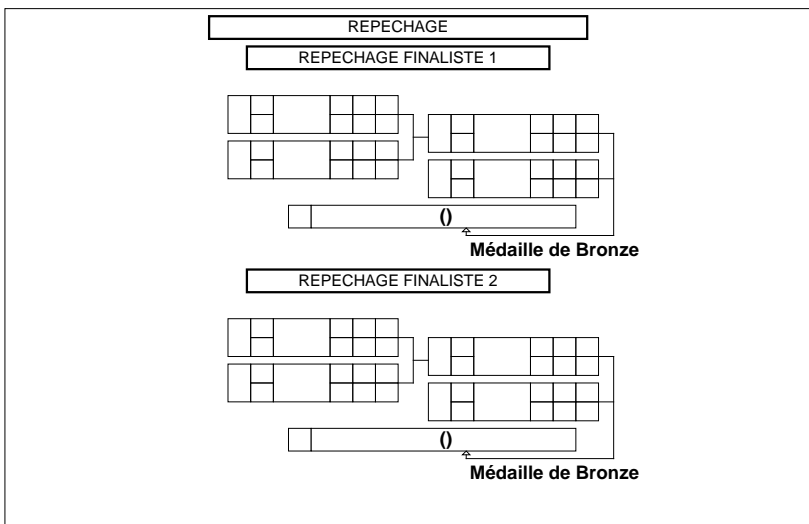 REPECHAGE
REPECHAGE FINALISTE 1
()
Médaille de Bronze
REPECHAGE FINALISTE 2
()
Médaille de Bronze